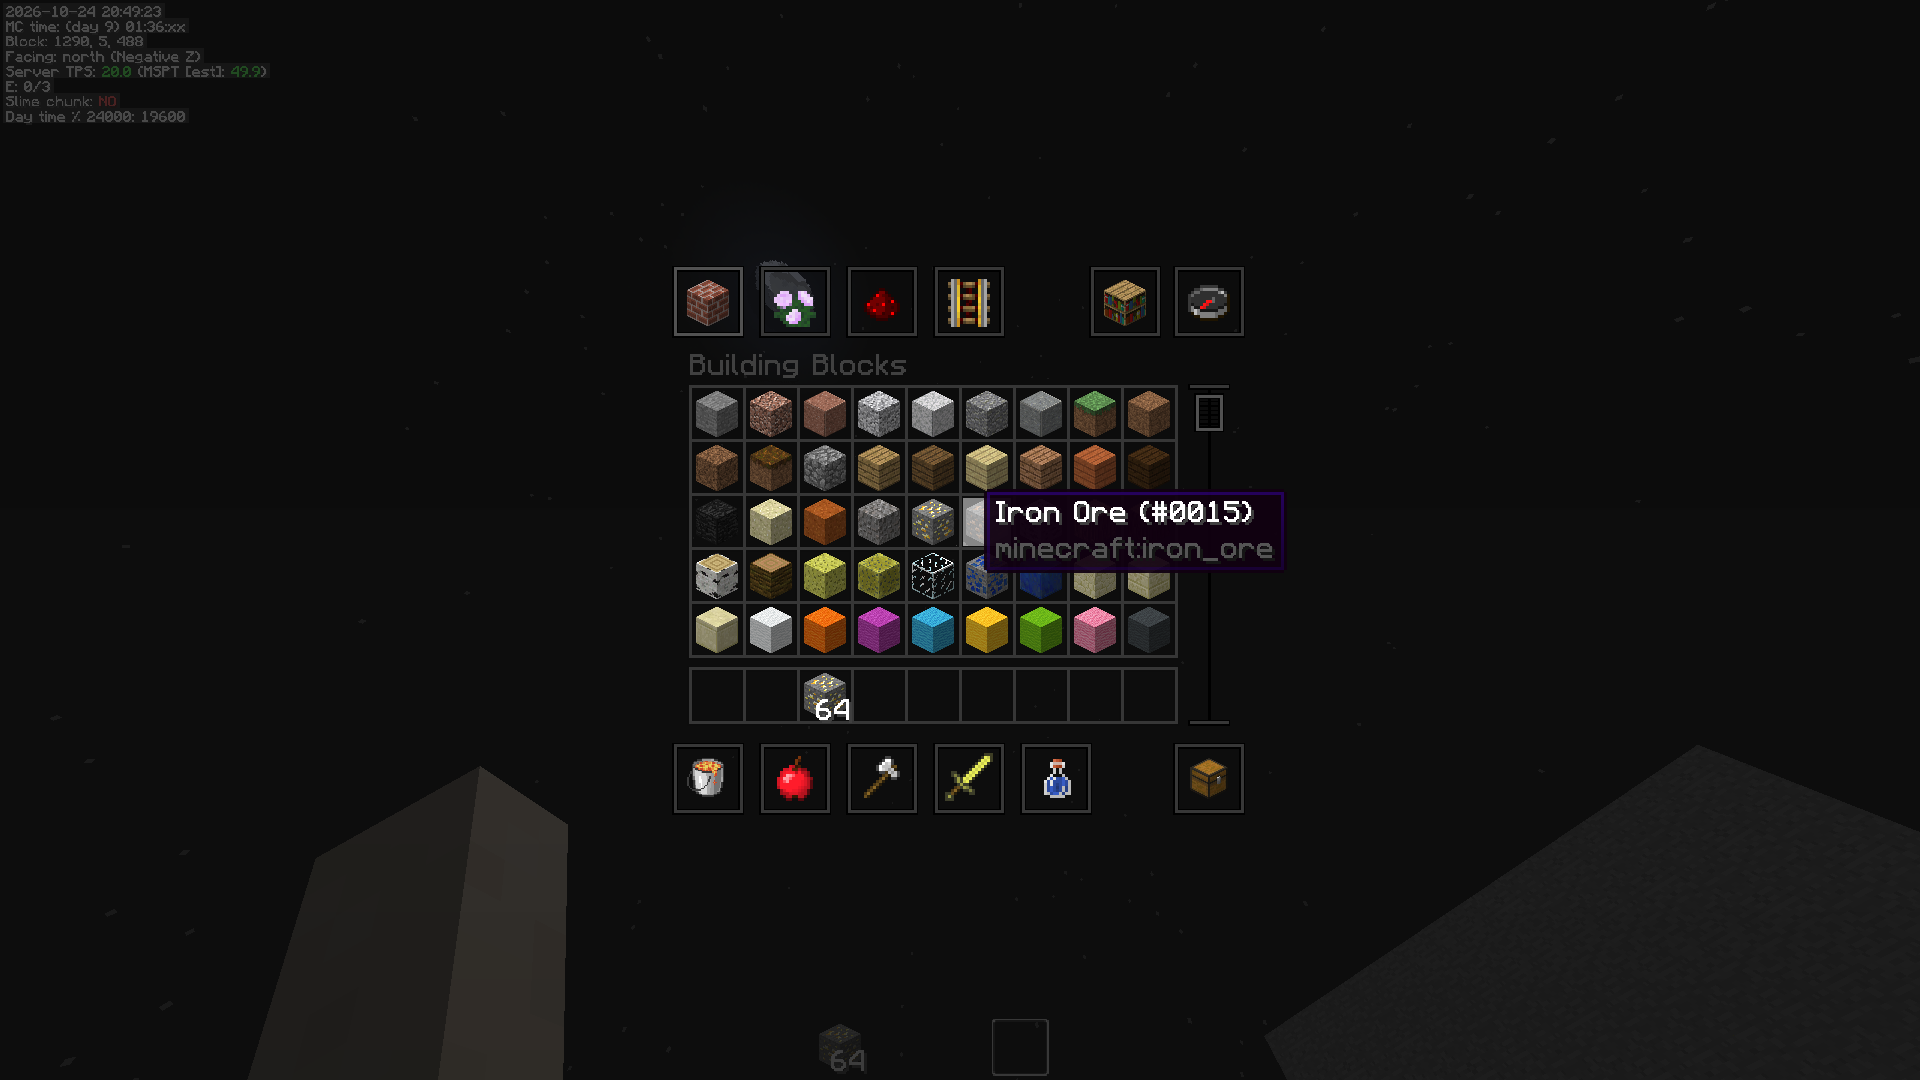 2026-10-24 20:49:23
MC time: (day 9) 01:36:xx
Block: 1290, 5, 488
Facing: north (Negative Z)
Server TPS: 20.0 (MSPT [est]: 49.9)
E: 0/3
Slime chunk: NO
Day time % 24000: 19600
Building Blocks
Iron Ore (#0015)
minecraft:iron_ore
64
64